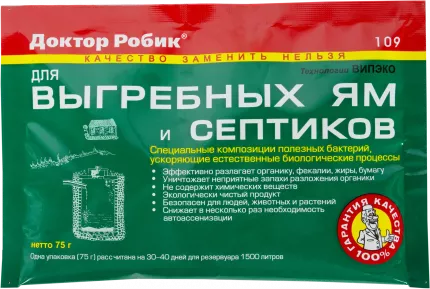 Доктор Робик®
109
КАЧЕСТВО ЗАМЕНИТЬ НЕЛЬЗЯ
Технологии ВИПЭКО
для
ВЫГРЕБНЫХ ЯМ
и СЕПТИКОВ
Специальные композиции полезных бактерий,
ускоряющие естественные биологические процессы
• Эффективно разлагает органику, фекалии, жиры, бумагу
• Уничтожает неприятные запахи разложения органики
• Не содержит химических веществ
• Экологически чистый продукт
• Безопасен для людей, животных и растений
• Снижает в несколько раз необходимость
автоассенизации
нетто 75 г
Одна упаковка (75 г) рассчитана на 30–40 дней для резервуара 1500 литров
ГАРАНТИЯ КАЧЕСТВА
100%